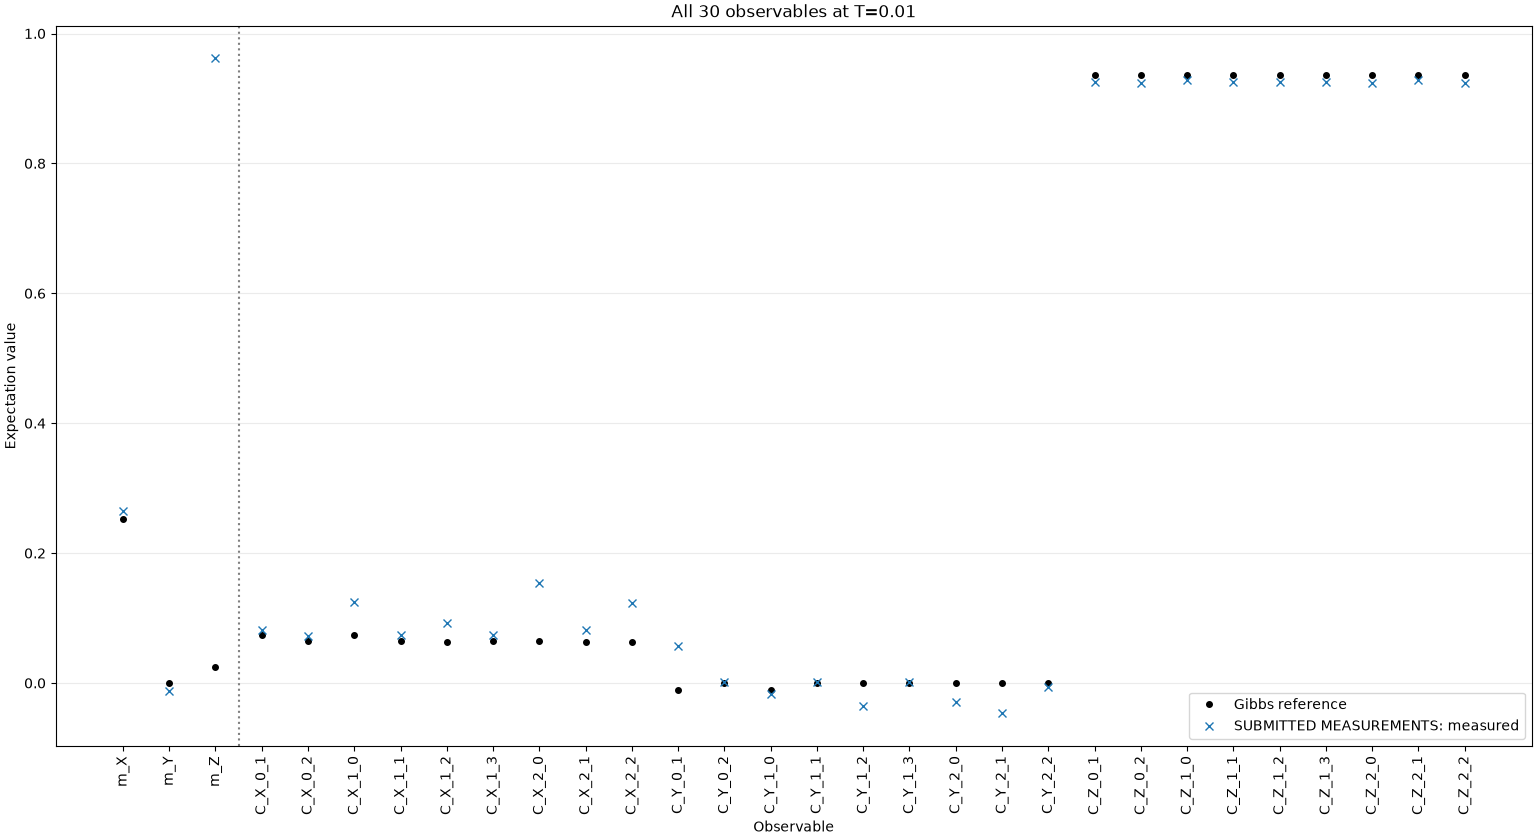 All 30 observables at T=0.01
Expectation value
1.0
0.8
0.6
0.4
0.2
0.0
Gibbs reference
SUBMITTED MEASUREMENTS: measured
m_X
m_Y
m_Z
C_X_0_1
C_X_0_2
C_X_1_0
C_X_1_1
C_X_1_2
C_X_1_3
C_X_2_0
C_X_2_1
C_X_2_2
C_Y_0_1
C_Y_0_2
C_Y_1_0
C_Y_1_1
C_Y_1_2
C_Y_1_3
C_Y_2_0
C_Y_2_1
C_Y_2_2
C_Z_0_1
C_Z_0_2
C_Z_1_0
C_Z_1_1
C_Z_1_2
C_Z_1_3
C_Z_2_0
C_Z_2_1
C_Z_2_2
Observable